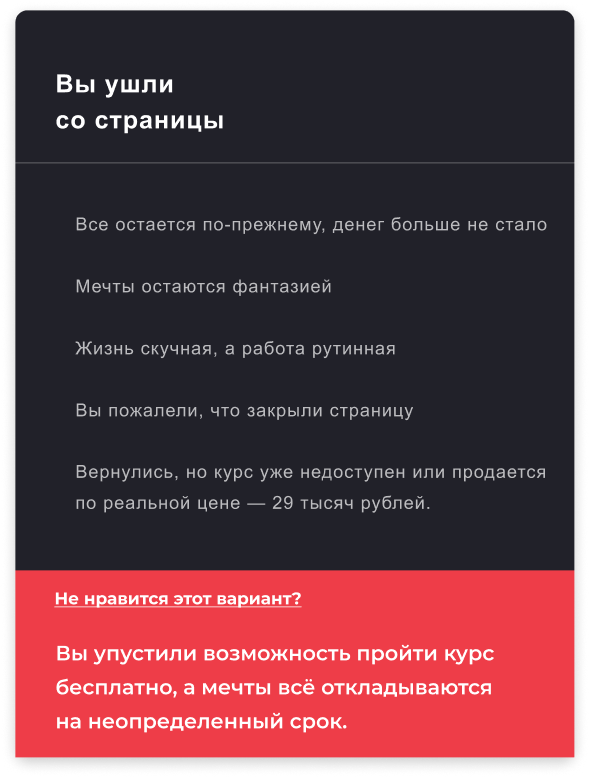 Вы ушли
со страницы
Все остается по-прежнему, денег больше не стало
Мечты остаются фантазией
Жизнь скучная, а работа рутинная
Вы пожалели, что закрыли страницу
Вернулись, но курс уже недоступен или продается
по реальной цене — 29 тысяч рублей.
Не нравится этот вариант?
Вы упустили возможность пройти курс
бесплатно, а мечты всё откладываются
на неопределенный срок.